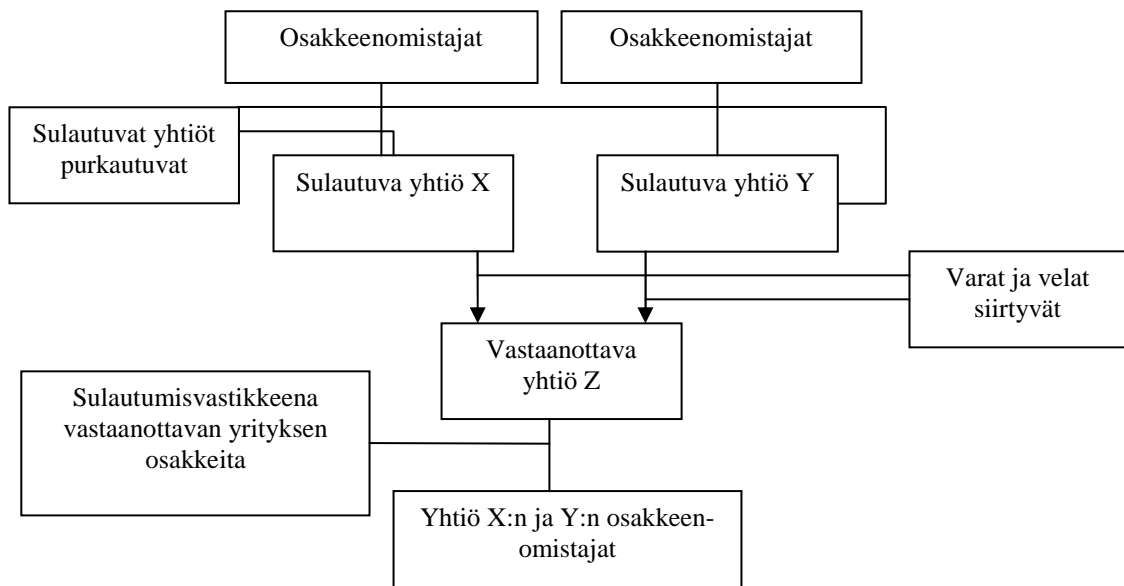 Osakkeenomistajat
Osakkeenomistajat
Sulautuvat yhtiöt
purkautuvat
Sulautuva yhtiö X
Sulautuva yhtiö Y
Varat ja velat
siirtyvät
Vastaanottava
yhtiö Z
Sulautumisvastikkeena
vastaanottavan yrityksen
osakkeita
Yhtiö X:n ja Y:n osakkeen-
omistajat